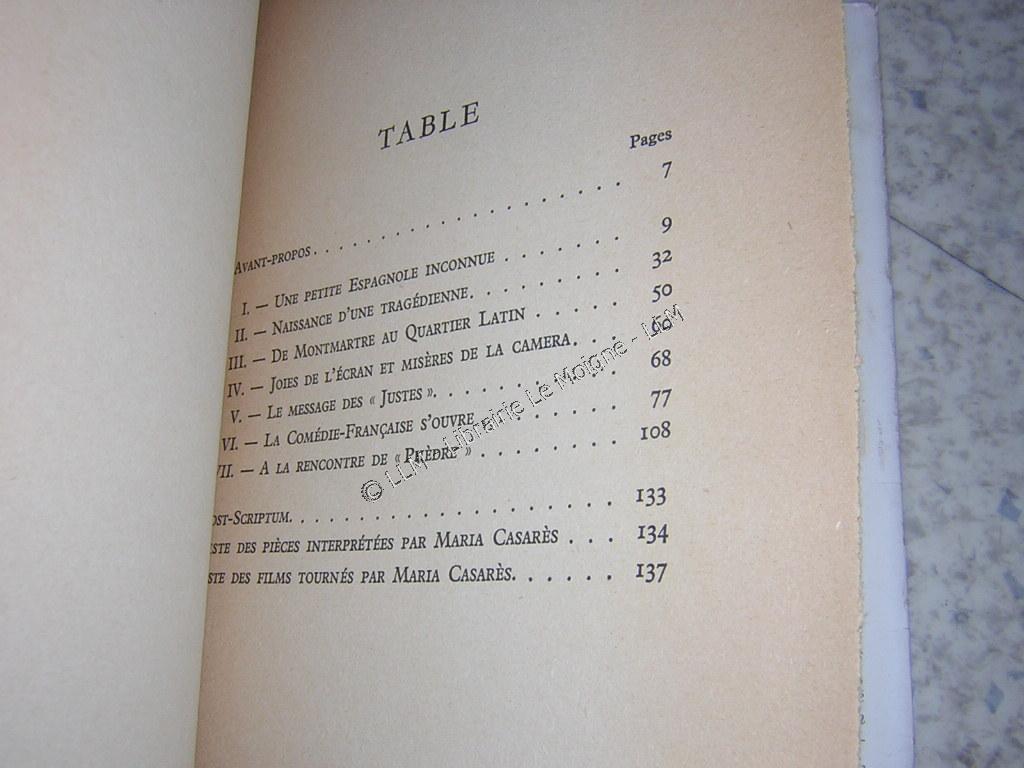 TABLE
Pages
AVANT-PROPOS . . . . . . . . . . . . . . . . . . . 7
I. — UNE PETITE ESPAGNOLE INCONNUE . . . . . . . 9
II. — NAISSANCE D'UNE TRAGÉDIENNE. . . . . . . . 32
III. — DE MONTMARTRE AU QUARTIER LATIN . . . . . 50
IV. — JOIES DE L'ÉCRAN ET MISÈRES DE LA CAMERA. . . 60
V. — LE MESSAGE DES « JUSTES ». . . . . . . . . 68
VI. — LA COMÉDIE-FRANÇAISE S'OUVRE . . . . . . 77
VII. — A LA RENCONTRE DE « PHÈDRE » . . . . . . . 108
OST-SCRIPTUM. . . . . . . . . . . . . . . . . . 133
STE DES PIÈCES INTERPRÉTÉES PAR MARIA CASARÈS . . . 134
STE DES FILMS TOURNÉS PAR MARIA CASARÈS. . . . . . 137
© LLM - Librairie Le Moigne - LLM